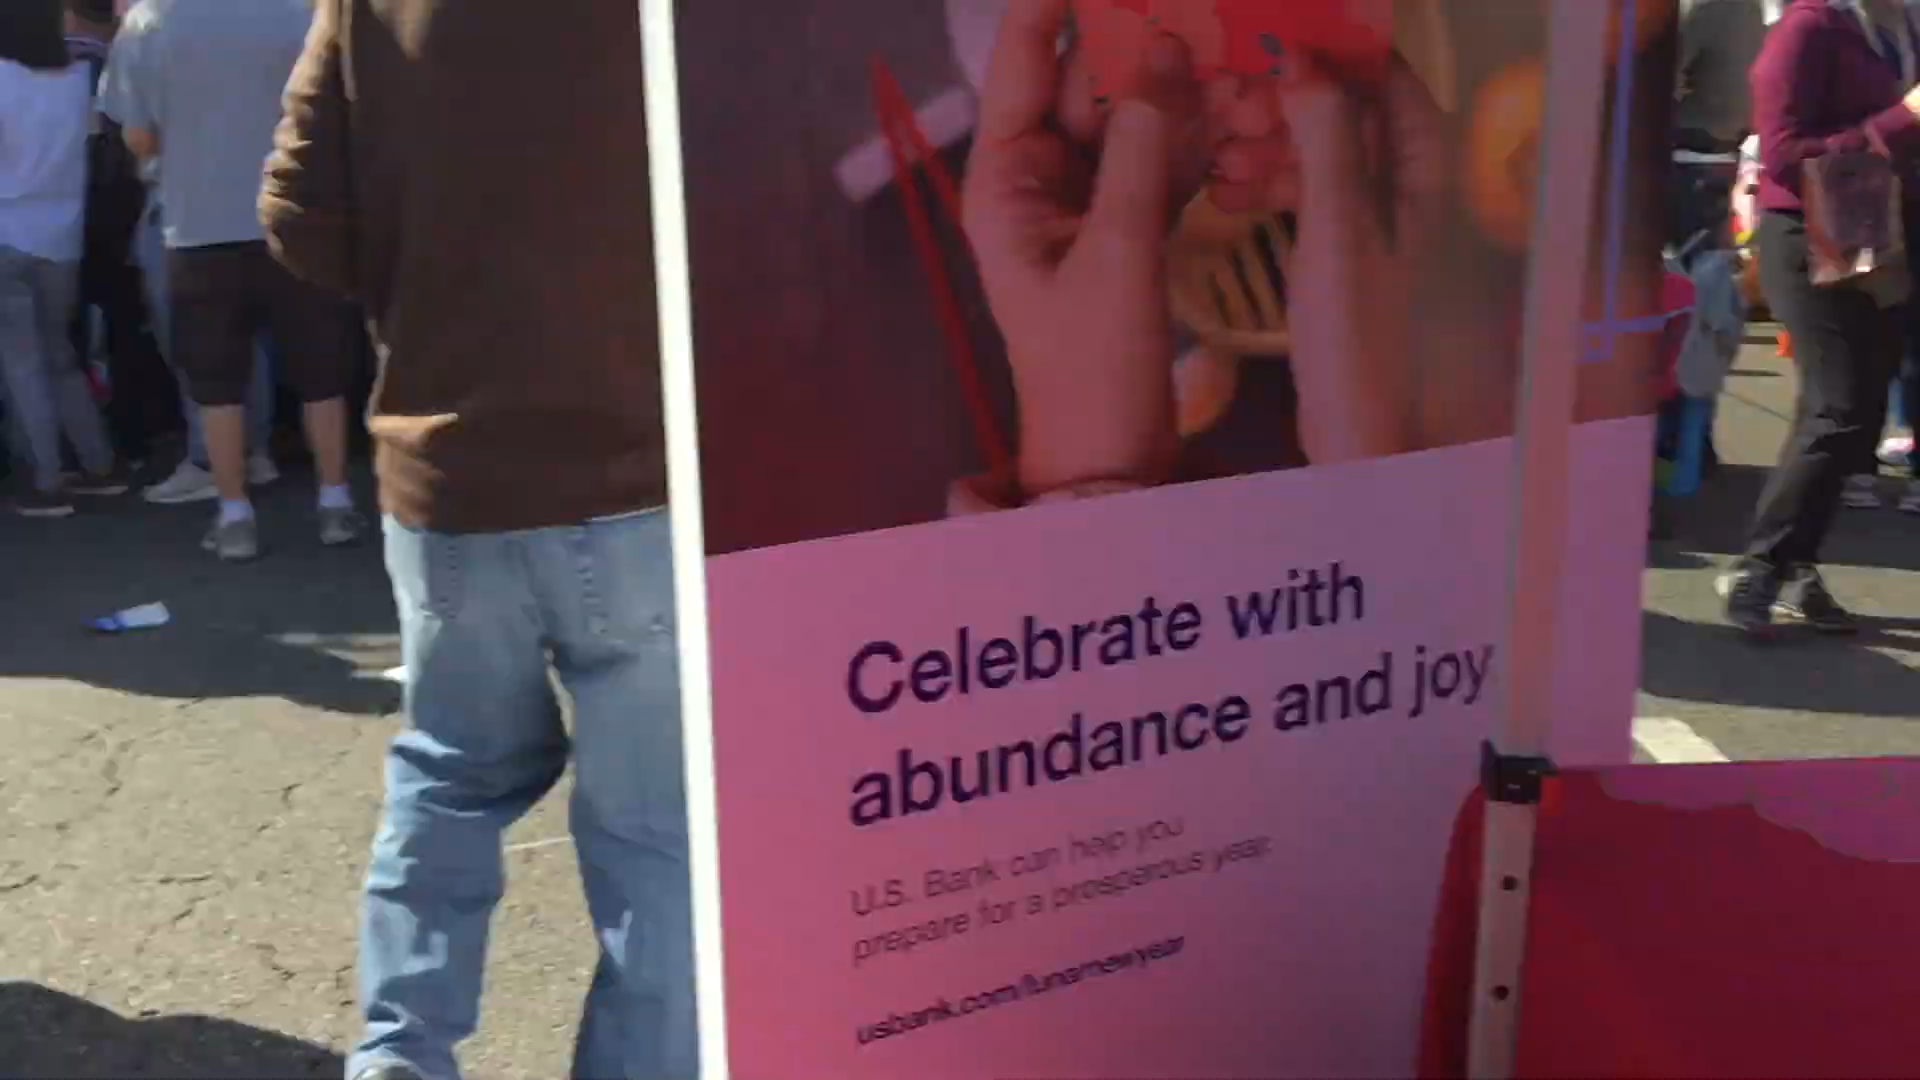 Celebrate with
abundance and joy
U.S. Bank can help you
prepare for a prosperous year.
usbank.com/lunarnewyear